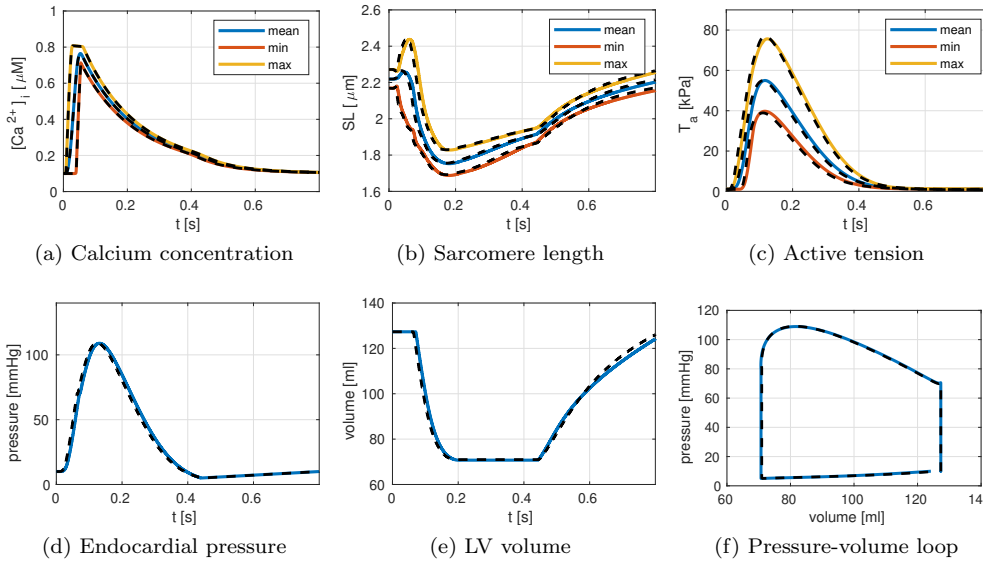 [Ca 2+] i [μM]
1
0.8
0.6
0.4
0.2
0
0 0.2 0.4 0.6
t [s]
mean
min
max
(a) Calcium concentration
SL [μm]
2.6
2.4
2.2
2
1.8
1.6
0 0.2 0.4 0.6
t [s]
mean
min
max
(b) Sarcomere length
T a [kPa]
80
60
40
20
0
0 0.2 0.4 0.6
t [s]
mean
min
max
(c) Active tension
pressure [mmHg]
100
50
0
0 0.2 0.4 0.6
t [s]
(d) Endocardial pressure
volume [ml]
140
120
100
80
60
0 0.2 0.4 0.6
t [s]
(e) LV volume
pressure [mmHg]
120
100
80
60
40
20
0
60 80 100 120 140
volume [ml]
(f) Pressure-volume loop